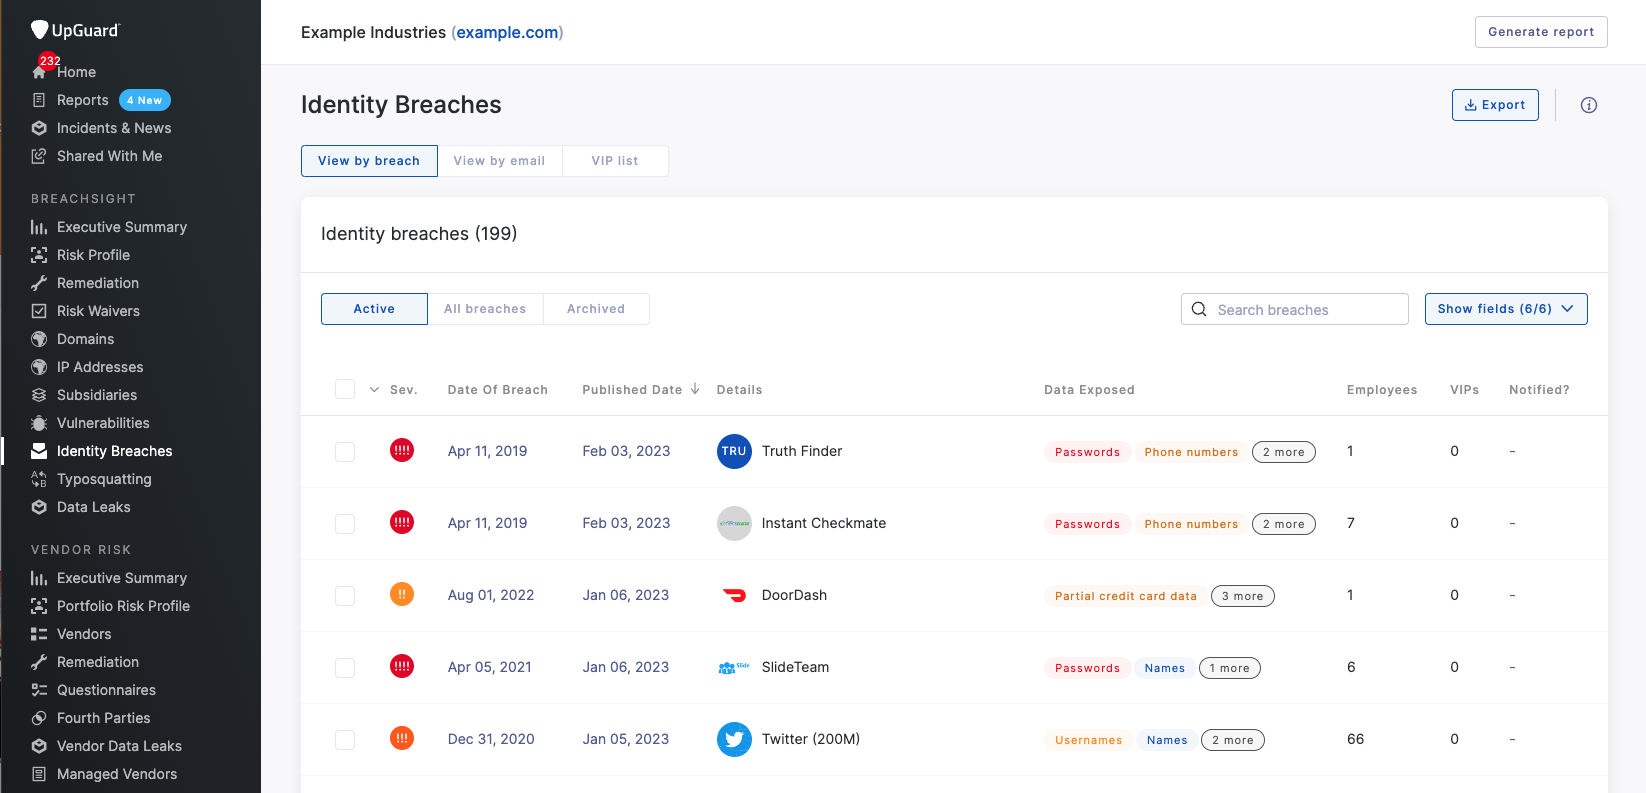 UpGuard
Example Industries (example.com)
Generate report
232
Home
Reports 4 New
Incidents & News
Shared With Me
BREACHSIGHT
Executive Summary
Risk Profile
Remediation
Risk Waivers
Domains
IP Addresses
Subsidiaries
Vulnerabilities
Identity Breaches
Typosquatting
Data Leaks
VENDOR RISK
Executive Summary
Portfolio Risk Profile
Vendors
Remediation
Questionnaires
Fourth Parties
Vendor Data Leaks
Managed Vendors
Identity Breaches
Export
View by breach View by email VIP list
Identity breaches (199)
Active All breaches Archived
Search breaches
Show fields (6/6)
Sev. Date Of Breach Published Date Details Data Exposed Employees VIPs Notified?
!!!! Apr 11, 2019 Feb 03, 2023 TRU Truth Finder Passwords Phone numbers 2 more 1 0 -
!!!! Apr 11, 2019 Feb 03, 2023 Instant Checkmate Passwords Phone numbers 2 more 7 0 -
!! Aug 01, 2022 Jan 06, 2023 DoorDash Partial credit card data 3 more 1 0 -
!!!! Apr 05, 2021 Jan 06, 2023 Slide SlideTeam Passwords Names 1 more 6 0 -
!!! Dec 31, 2020 Jan 05, 2023 Twitter (200M) Usernames Names 2 more 66 0 -